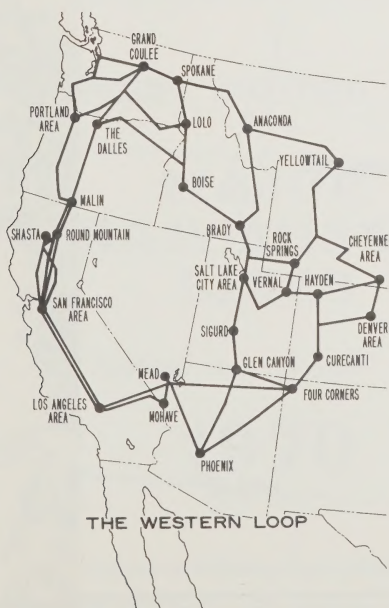 GRAND
COULEE
SPOKANE
PORTLAND
AREA
THE
DALLES
LOLO
ANACONDA
YELLOWTAIL
BOISE
MALIN
BRADY
SHASTA
ROUND MOUNTAIN
ROCK
SPRINGS
CHEYENNE
AREA
SALT LAKE
CITY AREA
VERNAL
HAYDEN
SAN FRANCISCO
AREA
DENVER
AREA
SIGURD
CURECANTI
MEAD
GLEN CANYON
LOS ANGELES
AREA
MOHAVE
FOUR CORNERS
PHOENIX
THE WESTERN LOOP